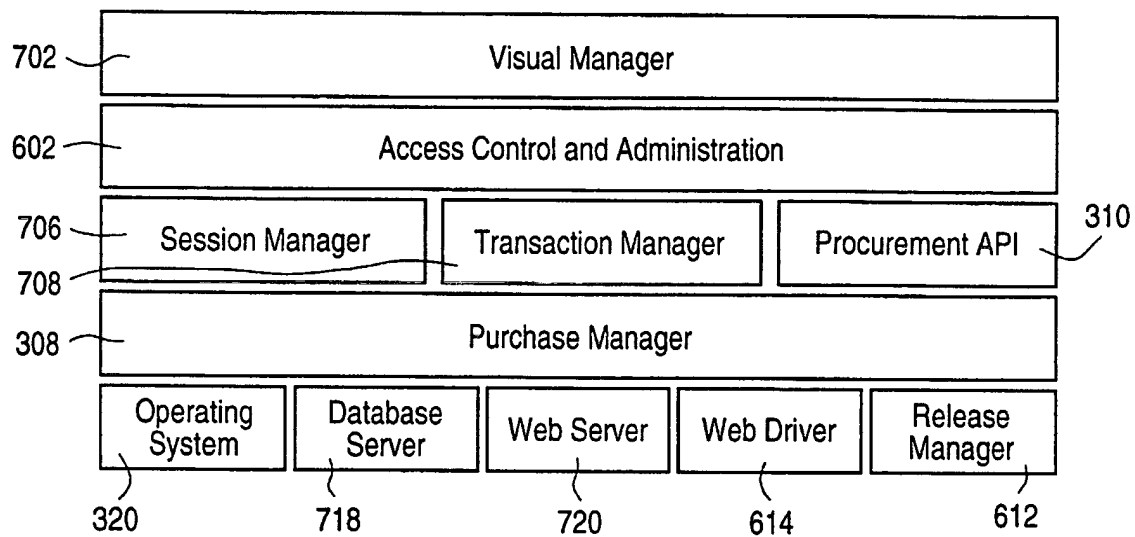 702
Visual Manager
602
Access Control and Administration
706
Session Manager
Transaction Manager
Procurement API
310
708
308
Purchase Manager
Operating
System
Database
Server
Web Server
Web Driver
Release
Manager
320
718
720
614
612